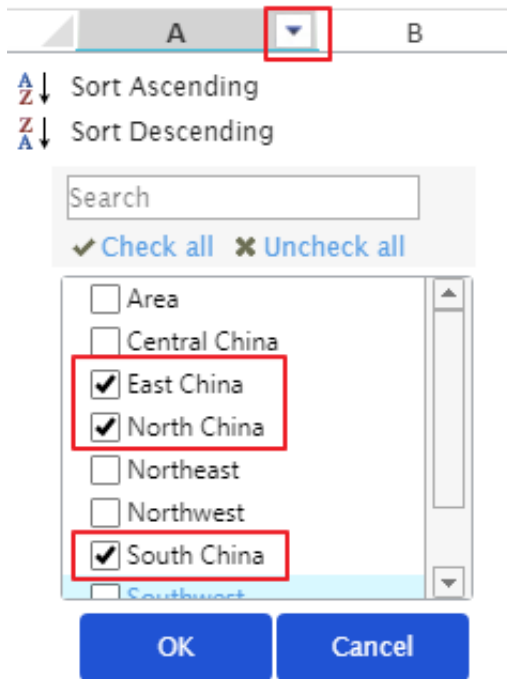 A B
A Z Sort Ascending
Z A Sort Descending
Search
Check all Uncheck all
Area
Central China
East China
North China
Northeast
Northwest
South China
Southwest
OK Cancel